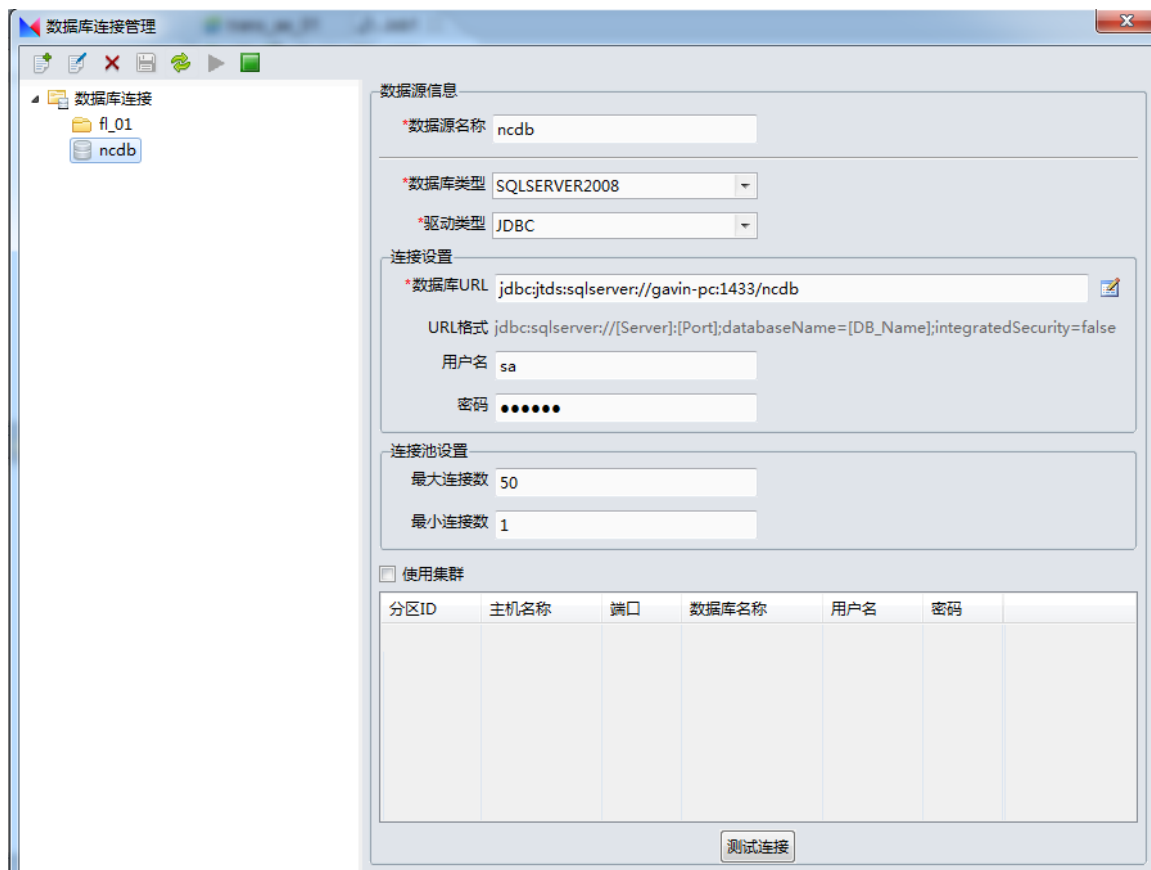 数据库连接管理
数据库连接
fl_01
ncdb
数据源信息
*数据源名称 ncdb
*数据库类型 SQLSERVER2008
*驱动类型 JDBC
连接设置
*数据库URL jdbc:jtds:sqlserver://gavin-pc:1433/ncdb
URL格式 jdbc:sqlserver://[Server]:[Port];databaseName=[DB_Name];integratedSecurity=false
用户名 sa
密码 ●●●●●●
连接池设置
最大连接数 50
最小连接数 1
使用集群
分区ID 主机名称 端口 数据库名称 用户名 密码
测试连接